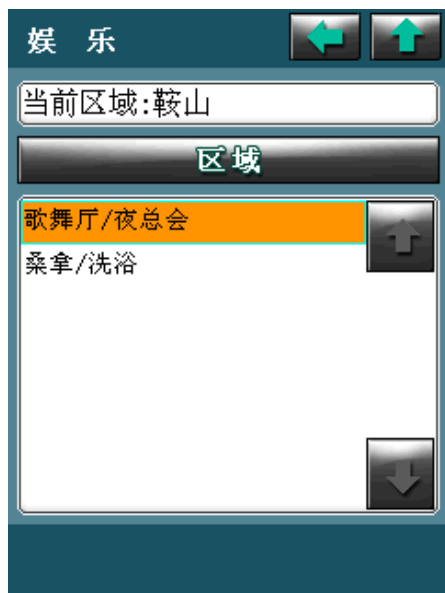 娱 乐
当前区域:鞍山
区域
歌舞厅/夜总会
桑拿/洗浴